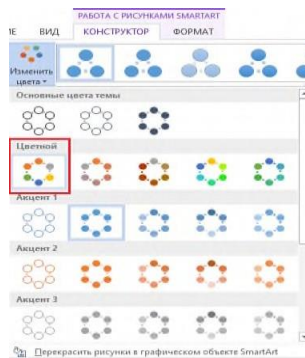 РАБОТА С РИСУНКАМИ SMARTART
Е ВИД КОНСТРУКТОР ФОРМАТ
Изменить
цвета
Основные цвета темы
Цветной
Акцент 1
Акцент 2
Акцент 3
Перекрасить рисунки в графическом объекте SmartArt